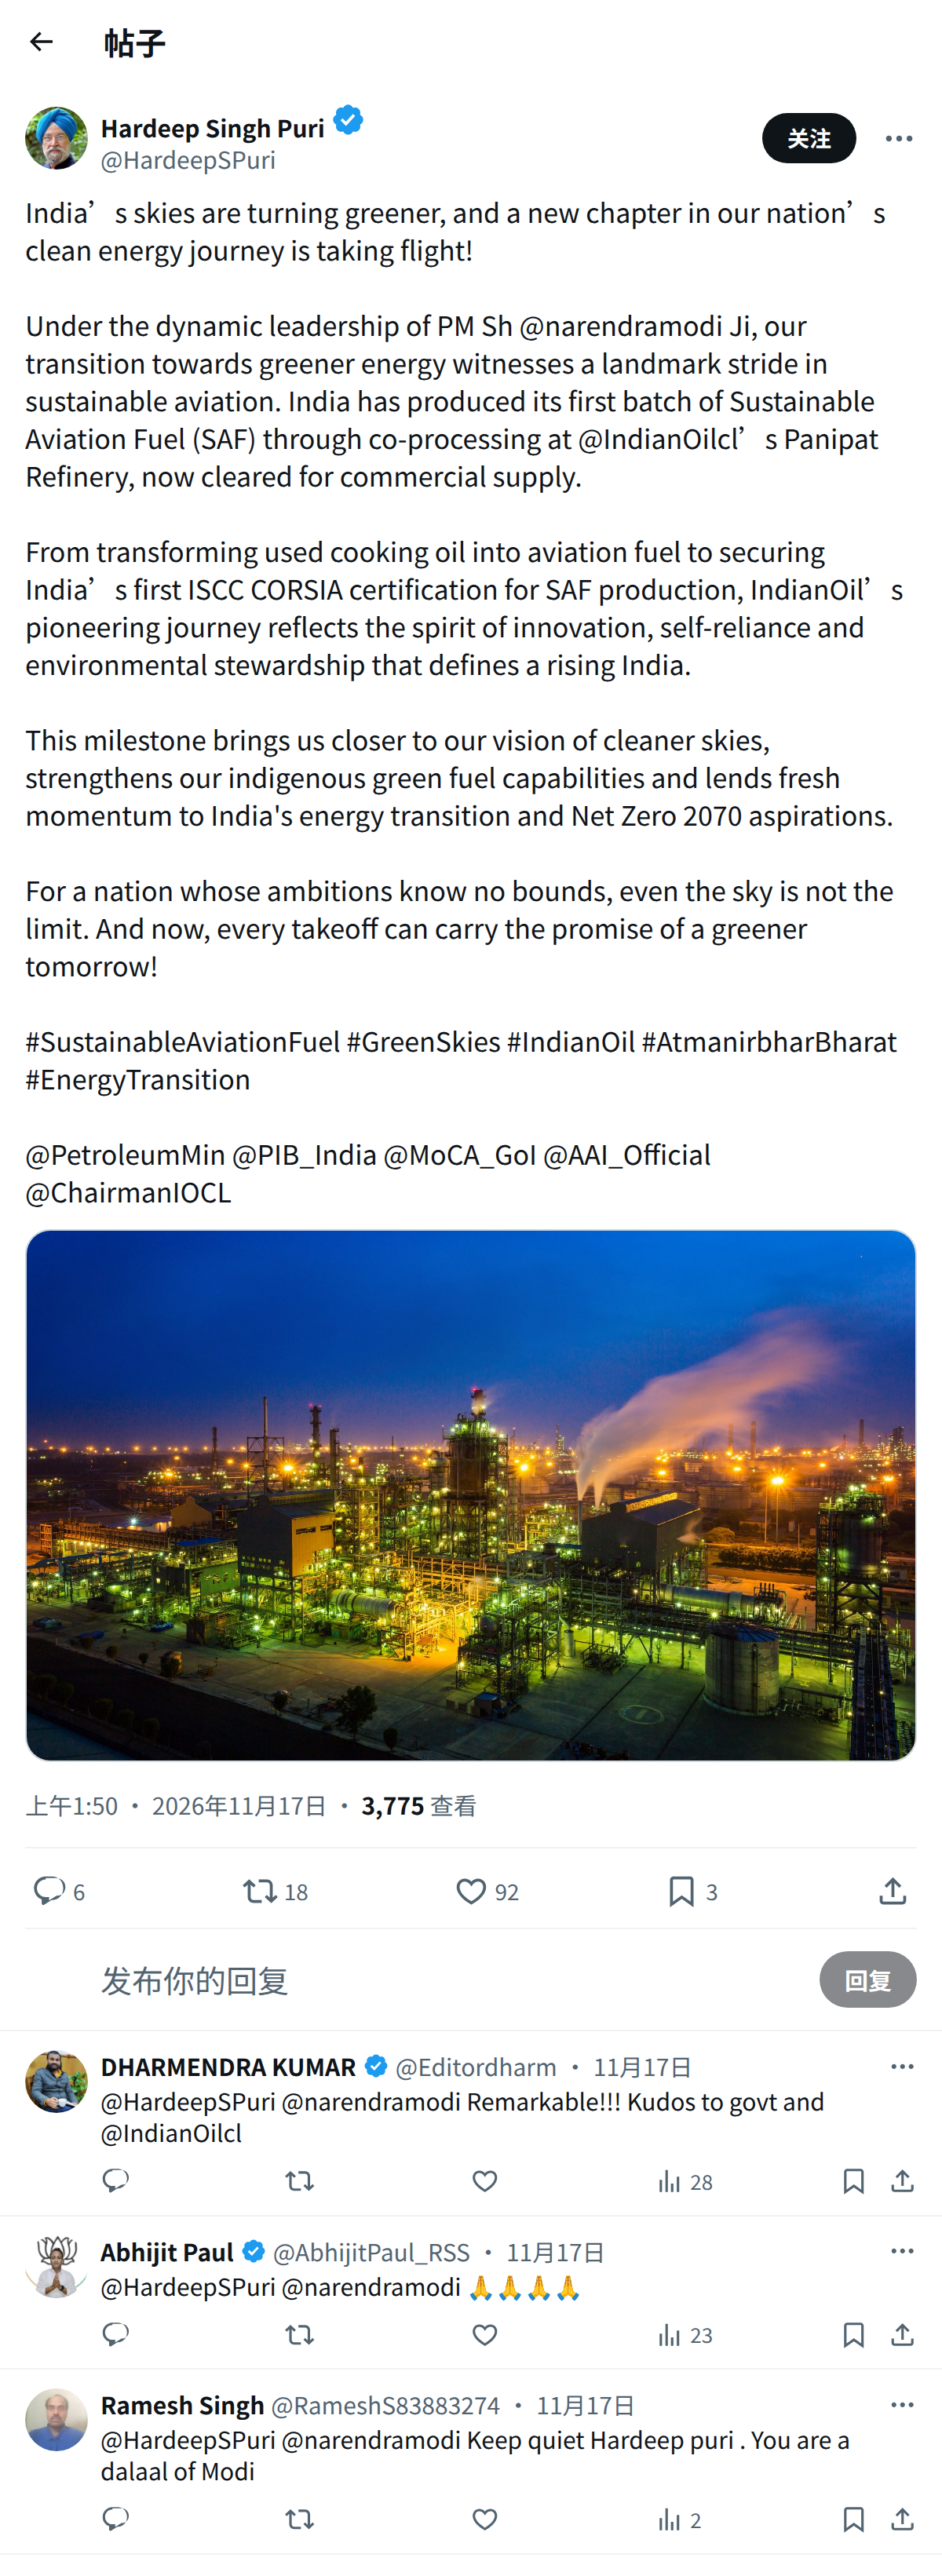 帖子
Hardeep Singh Puri
@HardeepSPuri
关注
India’s skies are turning greener, and a new chapter in our nation’s
clean energy journey is taking flight!
Under the dynamic leadership of PM Sh @narendramodi Ji, our
transition towards greener energy witnesses a landmark stride in
sustainable aviation. India has produced its first batch of Sustainable
Aviation Fuel (SAF) through co-processing at @IndianOilcl’s Panipat
Refinery, now cleared for commercial supply.
From transforming used cooking oil into aviation fuel to securing
India’s first ISCC CORSIA certification for SAF production, IndianOil’s
pioneering journey reflects the spirit of innovation, self-reliance and
environmental stewardship that defines a rising India.
This milestone brings us closer to our vision of cleaner skies,
strengthens our indigenous green fuel capabilities and lends fresh
momentum to India's energy transition and Net Zero 2070 aspirations.
For a nation whose ambitions know no bounds, even the sky is not the
limit. And now, every takeoff can carry the promise of a greener
tomorrow!
#SustainableAviationFuel #GreenSkies #IndianOil #AtmanirbharBharat
#EnergyTransition
@PetroleumMin @PIB_India @MoCA_GoI @AAI_Official
@ChairmanIOCL
上午1:50 · 2026年11月17日 · 3,775 查看
6 18 92 3
发布你的回复
回复
DHARMENDRA KUMAR @Editordharm · 11月17日
@HardeepSPuri @narendramodi Remarkable!!! Kudos to govt and
@IndianOilcl
28
Abhijit Paul @AbhijitPaul_RSS · 11月17日
@HardeepSPuri @narendramodi 🙏🙏🙏🙏
23
Ramesh Singh @RameshS83883274 · 11月17日
@HardeepSPuri @narendramodi Keep quiet Hardeep puri . You are a
dalaal of Modi
2